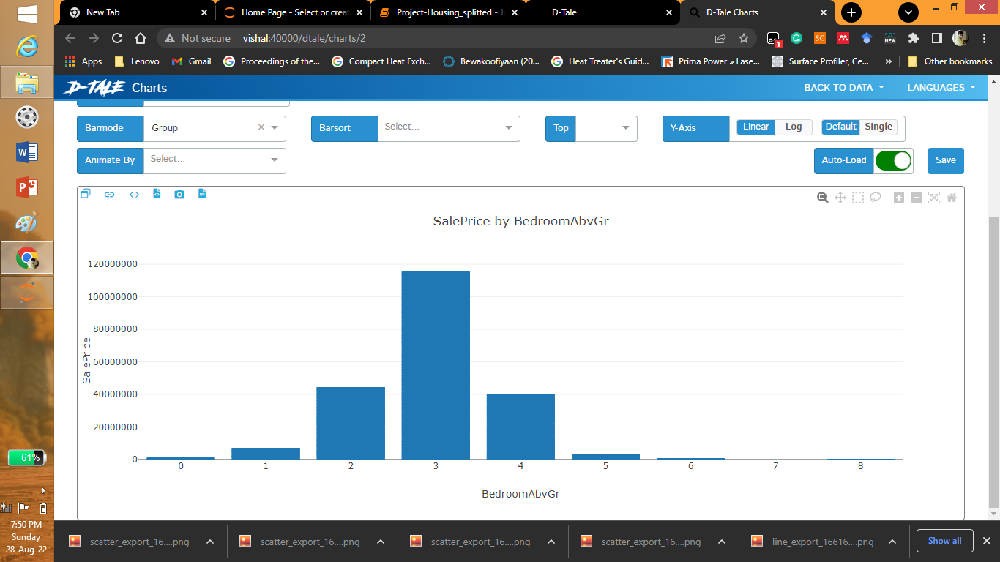 New Tab
Home Page - Select or creat
Project-Housing_splitted - J
D-Tale
D-Tale Charts
Not secure | vishal:40000/dtale/charts/2
SC
NEW
1
Apps
Lenovo
Gmail
Proceedings of the...
Compact Heat Exch...
Bewakoofiyaan (20...
Heat Treater's Guid...
Prima Power » Lase...
Surface Profiler, Ce...
»
Other bookmarks
D-TALE Charts
BACK TO DATA
LANGUAGES
Barmode Group
Barsort Select...
Top
Y-Axis Linear Log Default Single
Animate By Select...
Auto-Load
Save
SalePrice by BedroomAbvGr
120000000
100000000
80000000
60000000
40000000
20000000
0
SalePrice
0 1 2 3 4 5 6 7 8
BedroomAbvGr
61%
7:50 PM
Sunday
28-Aug-22
scatter_export_16....png
scatter_export_16....png
scatter_export_16....png
scatter_export_16....png
line_export_16616....png
Show all